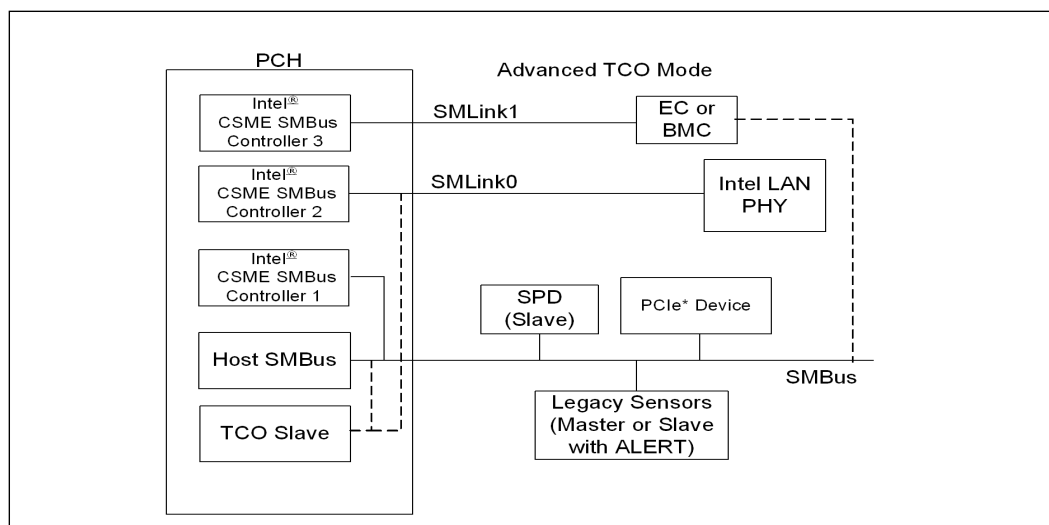 PCH
Advanced TCO Mode
Intel®
CSME SMBus
Controller 3
SMLink1
EC or
BMC
Intel®
CSME SMBus
Controller 2
SMLink0
Intel LAN
PHY
Intel®
CSME SMBus
Controller 1
SPD
(Slave)
PCIe* Device
Host SMBus
SMBus
TCO Slave
Legacy Sensors
(Master or Slave
with ALERT)